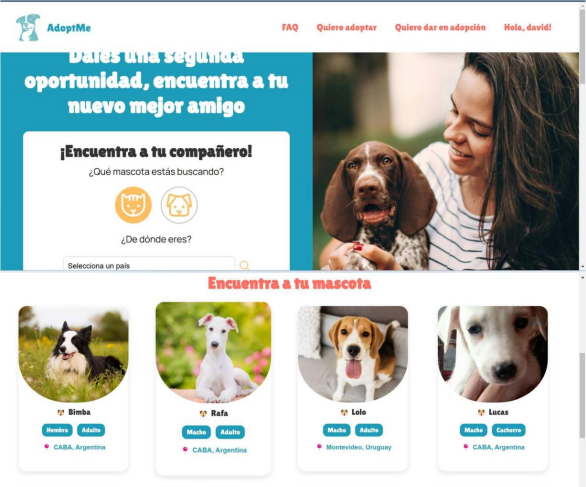 AdoptMe
FAQ
Quiero adoptar
Quiero dar en adopción
Hola, david!
Dales una segunda
oportunidad, encuentra a tu
nuevo mejor amigo
¡Encuentra a tu compañero!
¿Qué mascota estás buscando?
¿De dónde eres?
Selecciona un país
Encuentra a tu mascota
Bimba
Hembra Adulto
CABA, Argentina
Rafa
Macho Adulto
CABA, Argentina
Lolo
Macho Adulto
Montevideo, Uruguay
Lucas
Macho Cachorro
CABA, Argentina